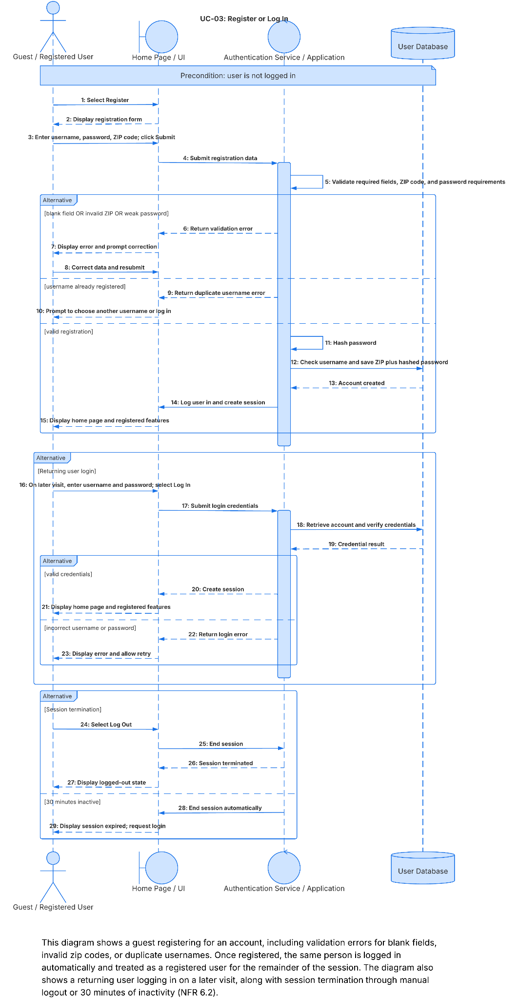 UC-03: Register or Log In
Guest / Registered User
Home Page / UI
Authentication Service / Application
User Database
Precondition: user is not logged in
1: Select Register
2: Display registration form
3: Enter username, password, ZIP code; click Submit
4: Submit registration data
5: Validate required fields, ZIP code, and password requirements
Alternative
[blank field OR invalid ZIP OR weak password]
6: Return validation error
7: Display error and prompt correction
8: Correct data and resubmit
[username already registered]
9: Return duplicate username error
10: Prompt to choose another username or log in
[valid registration]
11: Hash password
12: Check username and save ZIP plus hashed password
13: Account created
14: Log user in and create session
15: Display home page and registered features
Alternative
[Returning user login]
16: On later visit, enter username and password; select Log In
17: Submit login credentials
18: Retrieve account and verify credentials
19: Credential result
Alternative
[valid credentials]
20: Create session
21: Display home page and registered features
[incorrect username or password]
22: Return login error
23: Display error and allow retry
Alternative
[Session termination]
24: Select Log Out
25: End session
26: Session terminated
27: Display logged-out state
[30 minutes inactive]
28: End session automatically
29: Display session expired; request login
Home Page / UI
Authentication Service / Application
User Database
Guest / Registered User
This diagram shows a guest registering for an account, including validation errors for blank fields,
invalid zip codes, or duplicate usernames. Once registered, the same person is logged in
automatically and treated as a registered user for the remainder of the session. The diagram also
shows a returning user logging in on a later visit, along with session termination through manual
logout or 30 minutes of inactivity (NFR 6.2).